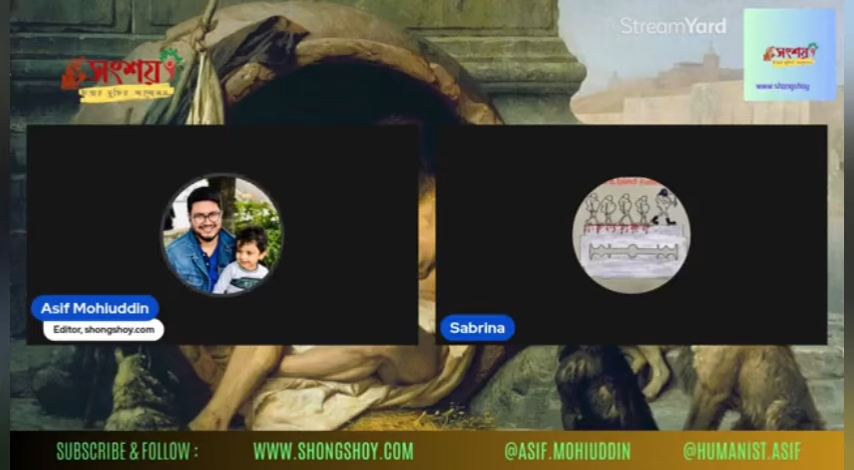 StreamYard
সংশয়
সংশয়
www.shongshoy
Asif Mohiuddin
Editor, shongshoy.com
Sabrina
SUBSCRIBE & FOLLOW :
WWW.SHONGSHOY.COM
@ASIF.MOHIUDDIN
@HUMANIST.ASIF